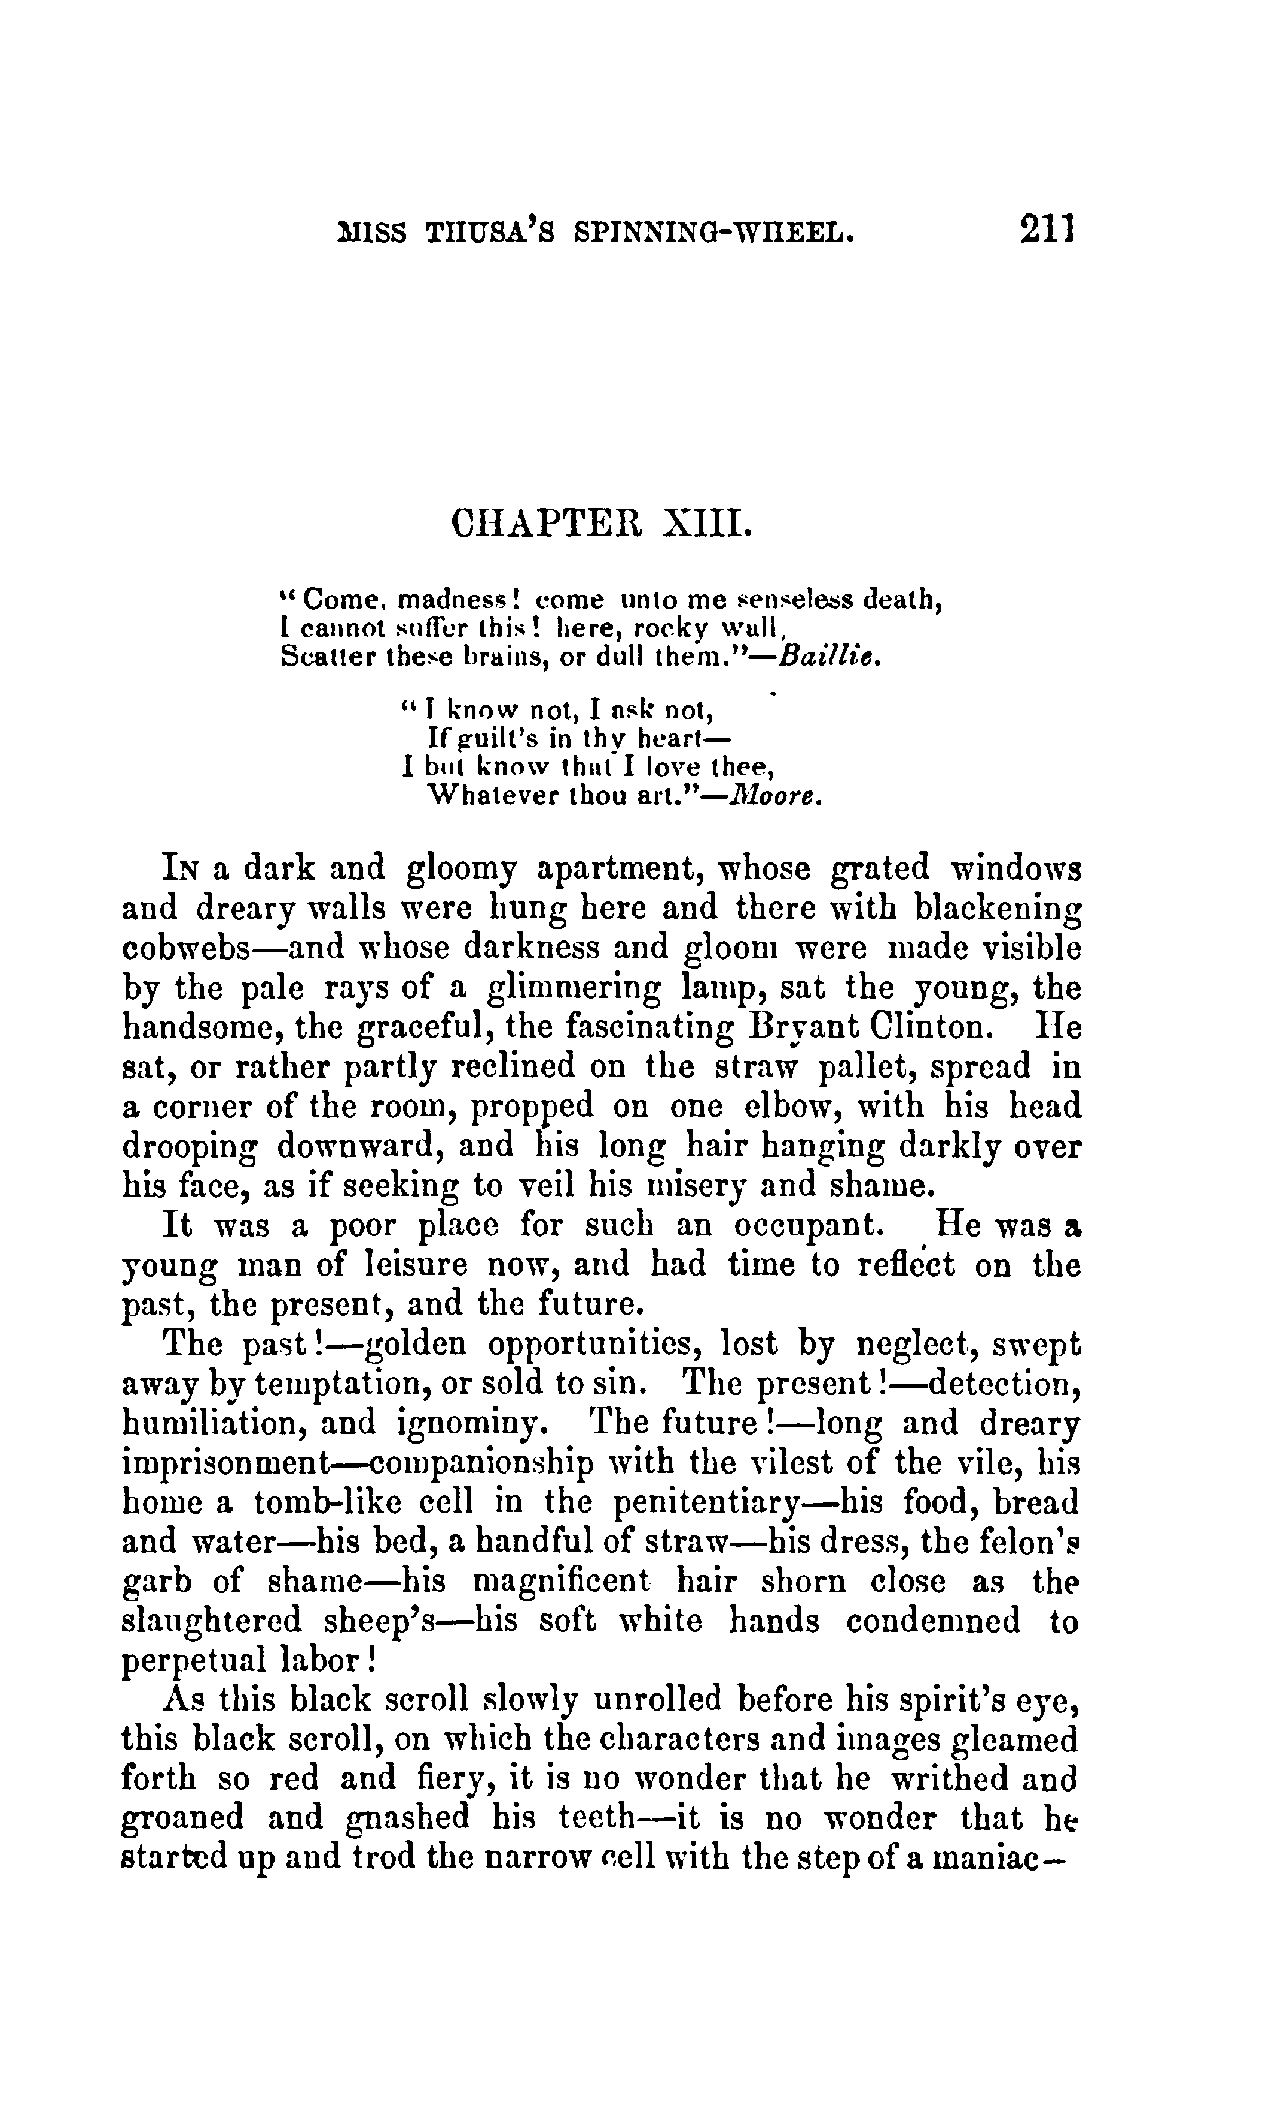 MISS THUSA'S SPINNING-WHEEL. 211
CHAPTER XIII.
"Come, madness! come unto me senseless death,
I cannot suffer this! here, rocky wall,
Scatter these brains, or dull them."—Baillie.
"I know not, I ask not,
If guilt's in thy heart—
I but know that I love thee,
Whatever thou art."—Moore.
IN a dark and gloomy apartment, whose grated windows
and dreary walls were hung here and there with blackening
cobwebs—and whose darkness and gloom were made visible
by the pale rays of a glimmering lamp, sat the young, the
handsome, the graceful, the fascinating Bryant Clinton. He
sat, or rather partly reclined on the straw pallet, spread in
a corner of the room, propped on one elbow, with his head
drooping downward, and his long hair hanging darkly over
his face, as if seeking to veil his misery and shame.
It was a poor place for such an occupant. He was a
young man of leisure now, and had time to reflect on the
past, the present, and the future.
The past!—golden opportunities, lost by neglect, swept
away by temptation, or sold to sin. The present!—detection,
humiliation, and ignominy. The future!—long and dreary
imprisonment—companionship with the vilest of the vile, his
home a tomb-like cell in the penitentiary—his food, bread
and water—his bed, a handful of straw—his dress, the felon's
garb of shame—his magnificent hair shorn close as the
slaughtered sheep's—his soft white hands condemned to
perpetual labor!
As this black scroll slowly unrolled before his spirit's eye,
this black scroll, on which the characters and images gleamed
forth so red and fiery, it is no wonder that he writhed and
groaned and gnashed his teeth—it is no wonder that he
started up and trod the narrow cell with the step of a maniac—